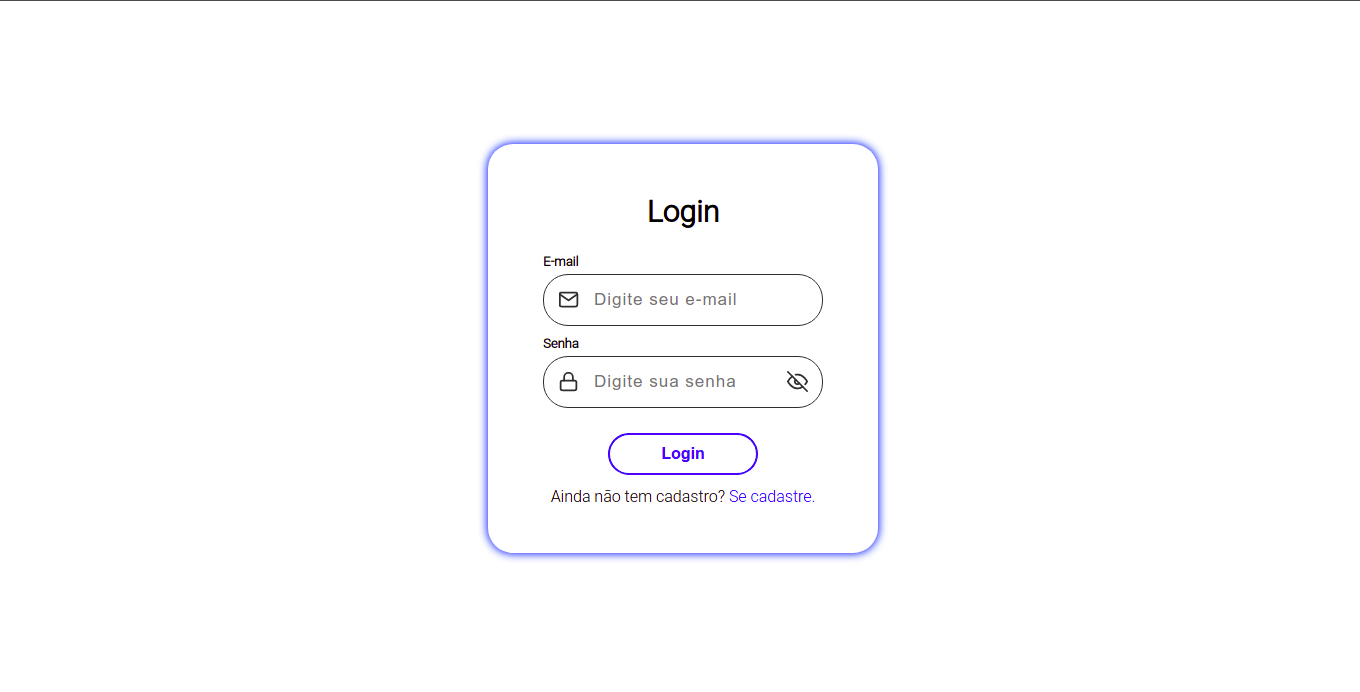 Login
E-mail
Digite seu e-mail
Senha
Digite sua senha
Login
Ainda não tem cadastro? Se cadastre.